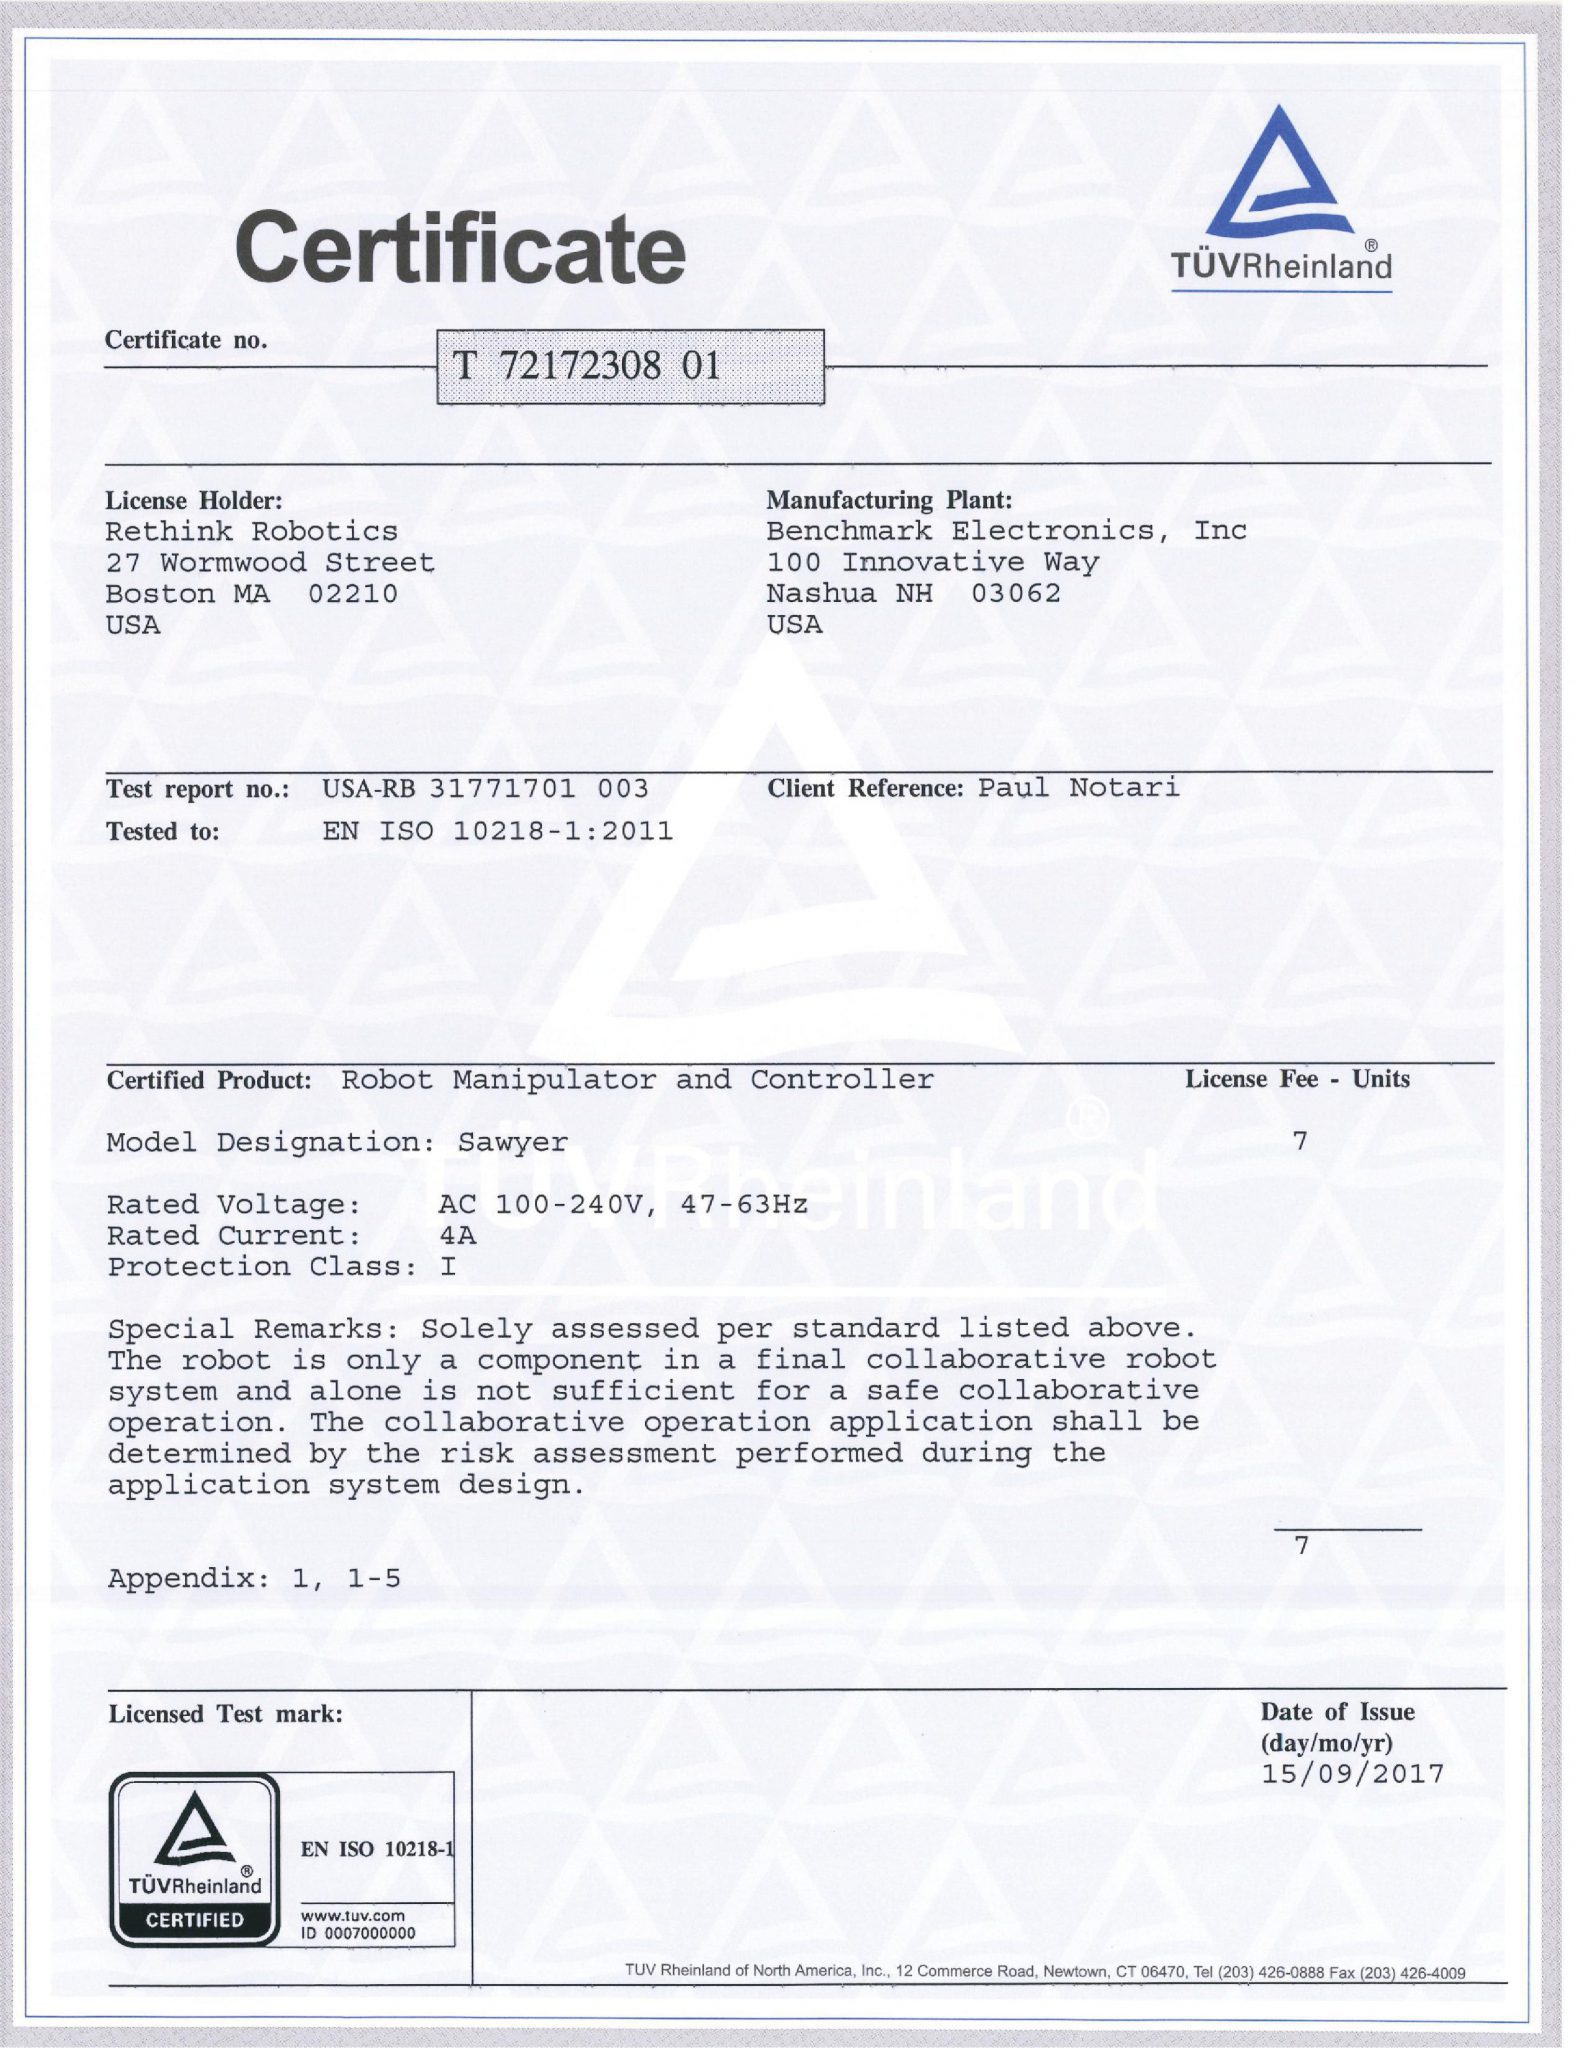 Certificate
TÜVRheinland®
Certificate no.
T 72172308 01
License Holder:
Rethink Robotics
27 Wormwood Street
Boston MA 02210
USA
Manufacturing Plant:
Benchmark Electronics, Inc
100 Innovative Way
Nashua NH 03062
USA
Test report no.: USA-RB 31771701 003
Client Reference: Paul Notari
Tested to: EN ISO 10218-1:2011
Certified Product: Robot Manipulator and Controller
License Fee - Units
Model Designation: Sawyer
7
Rated Voltage: AC 100-240V, 47-63Hz
Rated Current: 4A
Protection Class: I
TÜVRheinland®
Special Remarks: Solely assessed per standard listed above.
The robot is only a component in a final collaborative robot
system and alone is not sufficient for a safe collaborative
operation. The collaborative operation application shall be
determined by the risk assessment performed during the
application system design.
7
Appendix: 1, 1-5
Licensed Test mark:
Date of Issue
(day/mo/yr)
15/09/2017
TÜVRheinland®
CERTIFIED
EN ISO 10218-1
www.tuv.com
ID 0007000000
TUV Rheinland of North America, Inc., 12 Commerce Road, Newtown, CT 06470, Tel (203) 426-0888 Fax (203) 426-4009